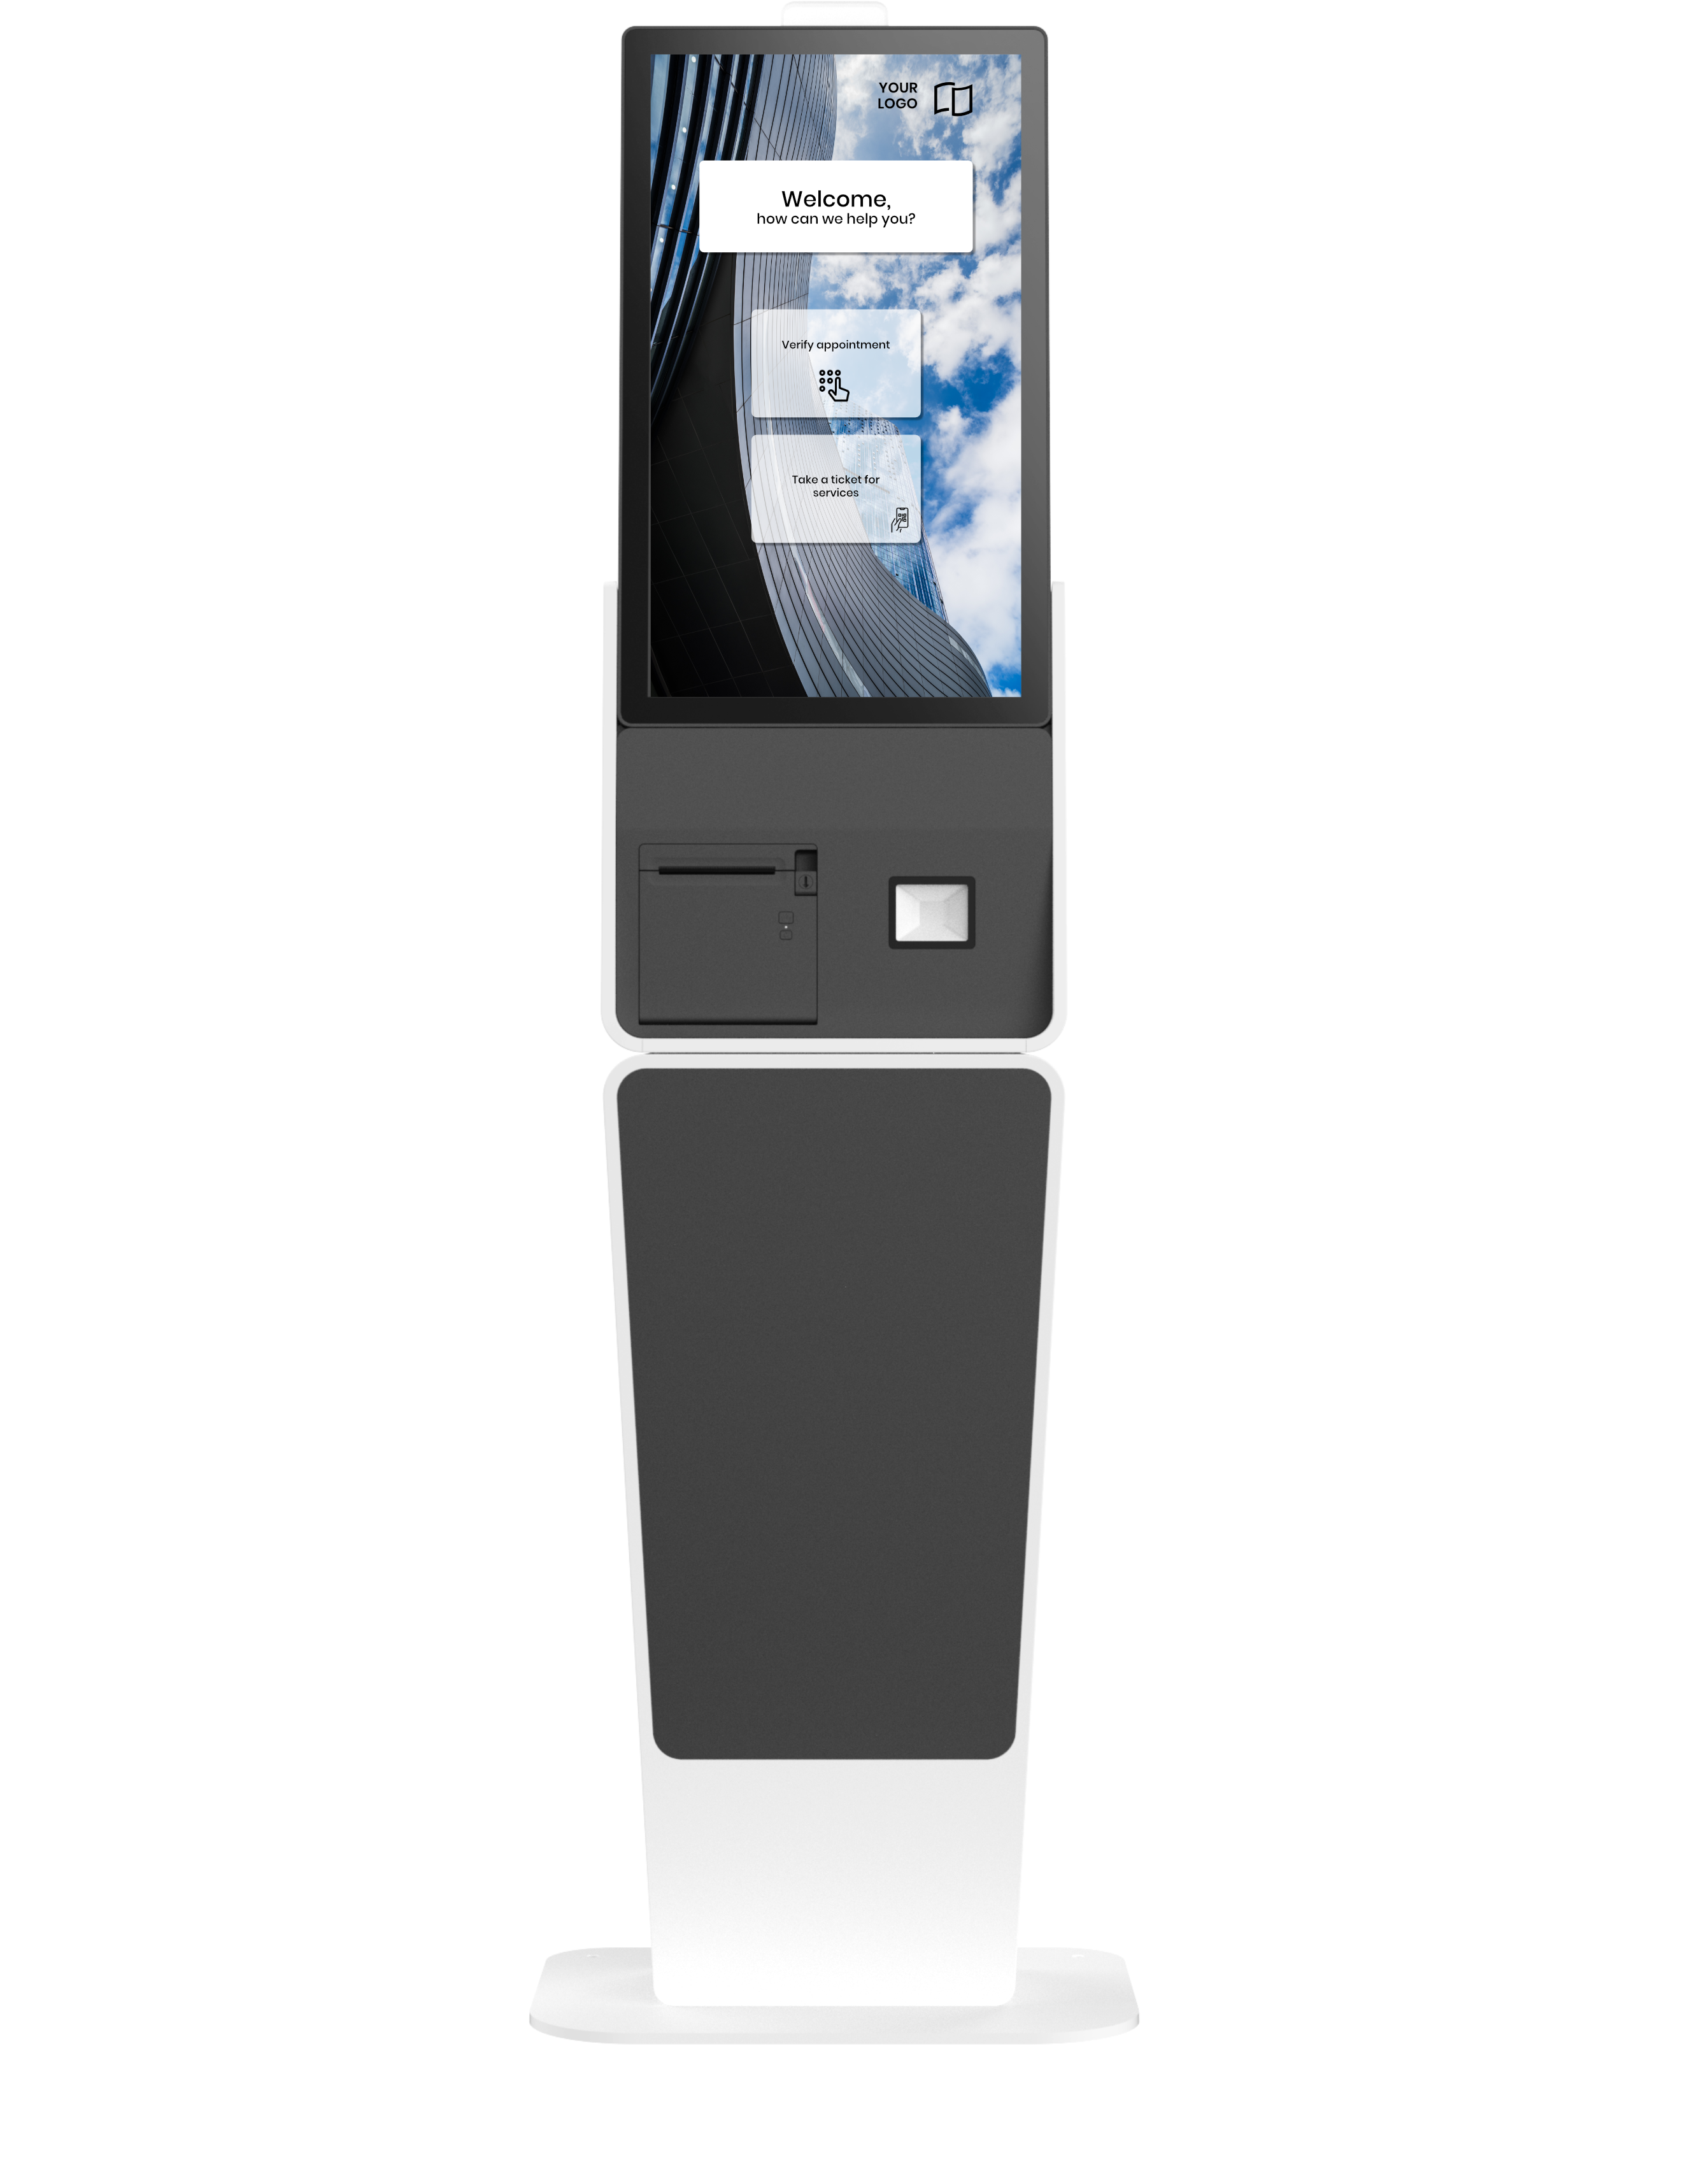 YOUR
LOGO
Welcome,
how can we help you?
Verify appointment
Take a ticket for
services